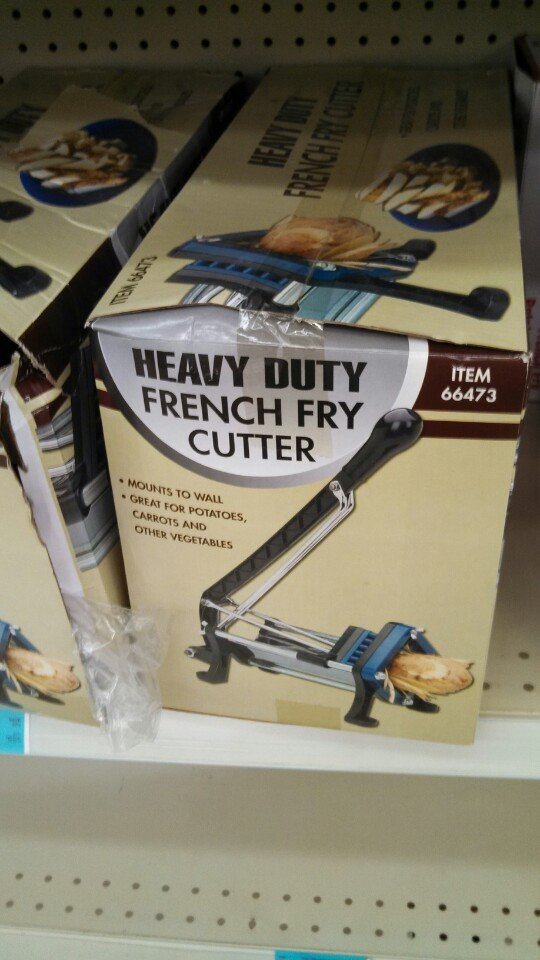 HEAVY DUTY
FRENCH FRY CUTTER
ITEM 66473
HEAVY DUTY
FRENCH FRY
CUTTER
ITEM
66473
• MOUNTS TO WALL
• GREAT FOR POTATOES,
CARROTS AND
OTHER VEGETABLES